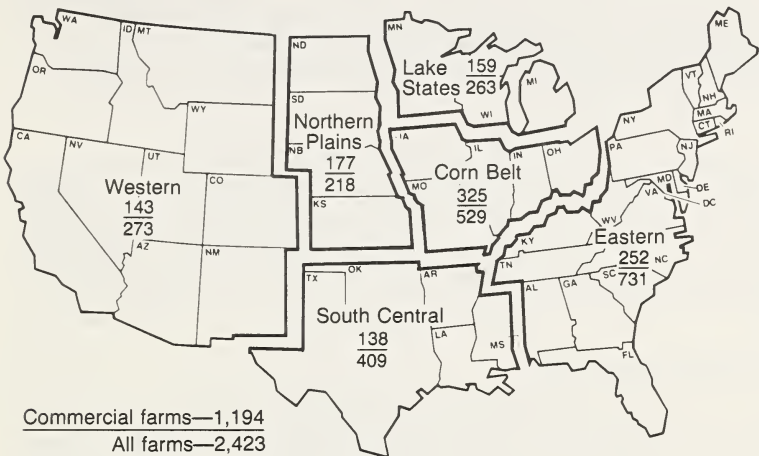 WA
ID
MT
OR
WY
CA
NV
UT
CO
AZ
NM
Western
143
273
ND
SD
NB
KS
Northern
Plains
177
218
MN
WI
MI
Lake
States
159
263
IA
IL
IN
OH
MO
Corn Belt
325
529
TX
OK
AR
LA
MS
South Central
138
409
ME
VT
NH
NY
MA
CT
RI
PA
NJ
MD
DE
DC
VA
WV
KY
TN
NC
SC
AL
GA
FL
Eastern
252
731
Commercial farms—1,194
All farms—2,423